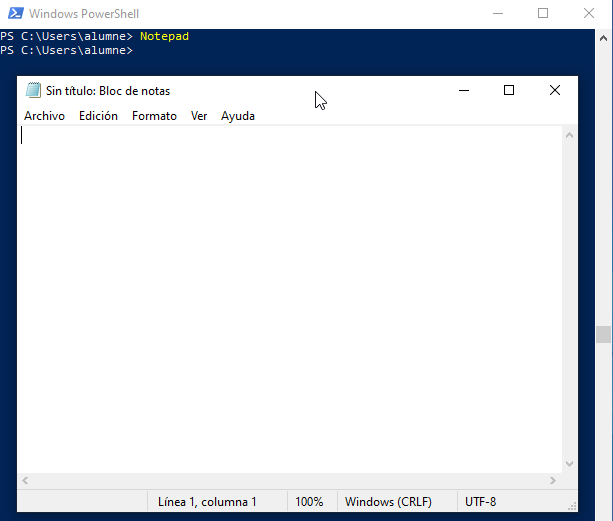 Windows PowerShell
PS C:\Users\alumne> Notepad
PS C:\Users\alumne>
Sin título: Bloc de notas
Archivo Edición Formato Ver Ayuda
Línea 1, columna 1 100% Windows (CRLF) UTF-8